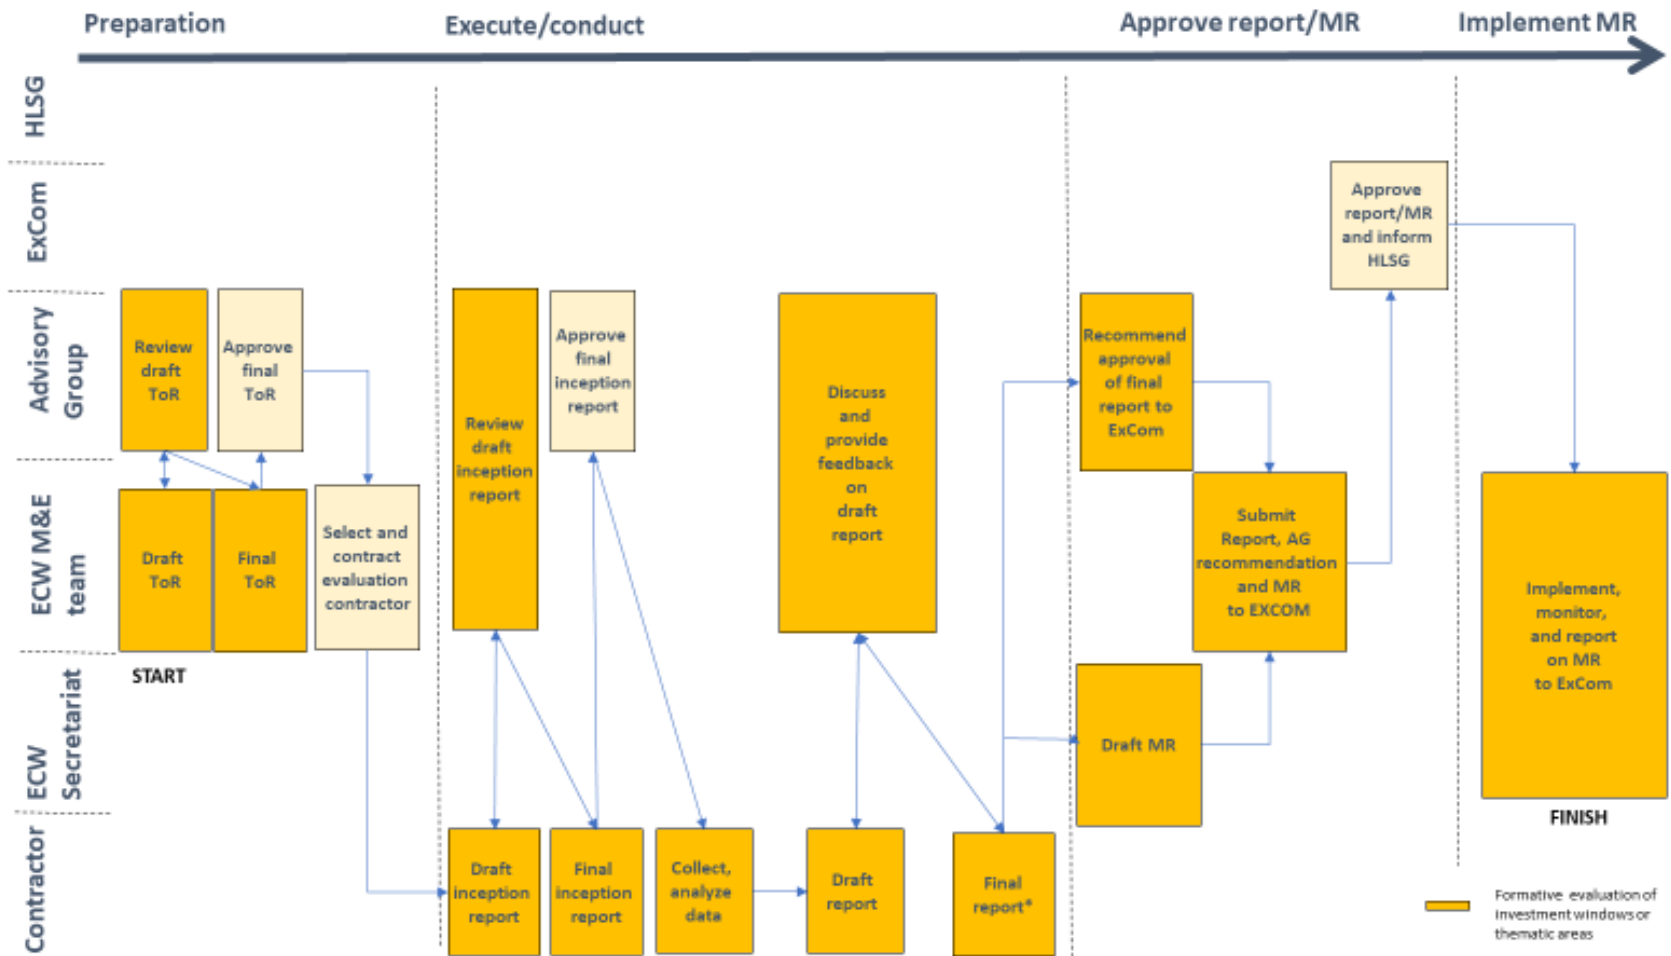 Preparation
Execute/conduct
Approve report/MR
Implement MR
HLSG
ExCom
Advisory
Group
ECW M&E
team
ECW
Secretariat
Contractor
Review
draft
ToR
Approve
final
ToR
Draft
ToR
Final
ToR
Select and
contract
evaluation
contractor
START
Review
draft
inception
report
Approve
final
inception
report
Draft
inception
report
Final
inception
report
Collect,
analyze
data
Discuss
and
provide
feedback
on
draft
report
Draft
report
Final
report*
Recommend
approval
of final
report to
ExCom
Submit
Report, AG
recommendation
and MR
to EXCOM
Draft MR
Approve
report/MR
and inform
HLSG
Implement,
monitor,
and report
on MR
to ExCom
FINISH
Formative evaluation of
investment windows or
thematic areas